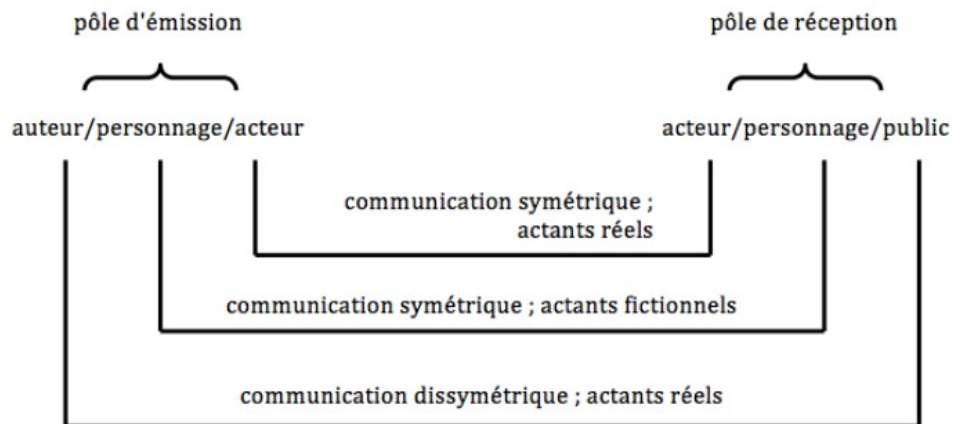 pôle d'émission
pôle de réception
auteur/personnage/acteur
acteur/personnage/public
communication symétrique ;
actants réels
communication symétrique ; actants fictionnels
communication dissymétrique ; actants réels